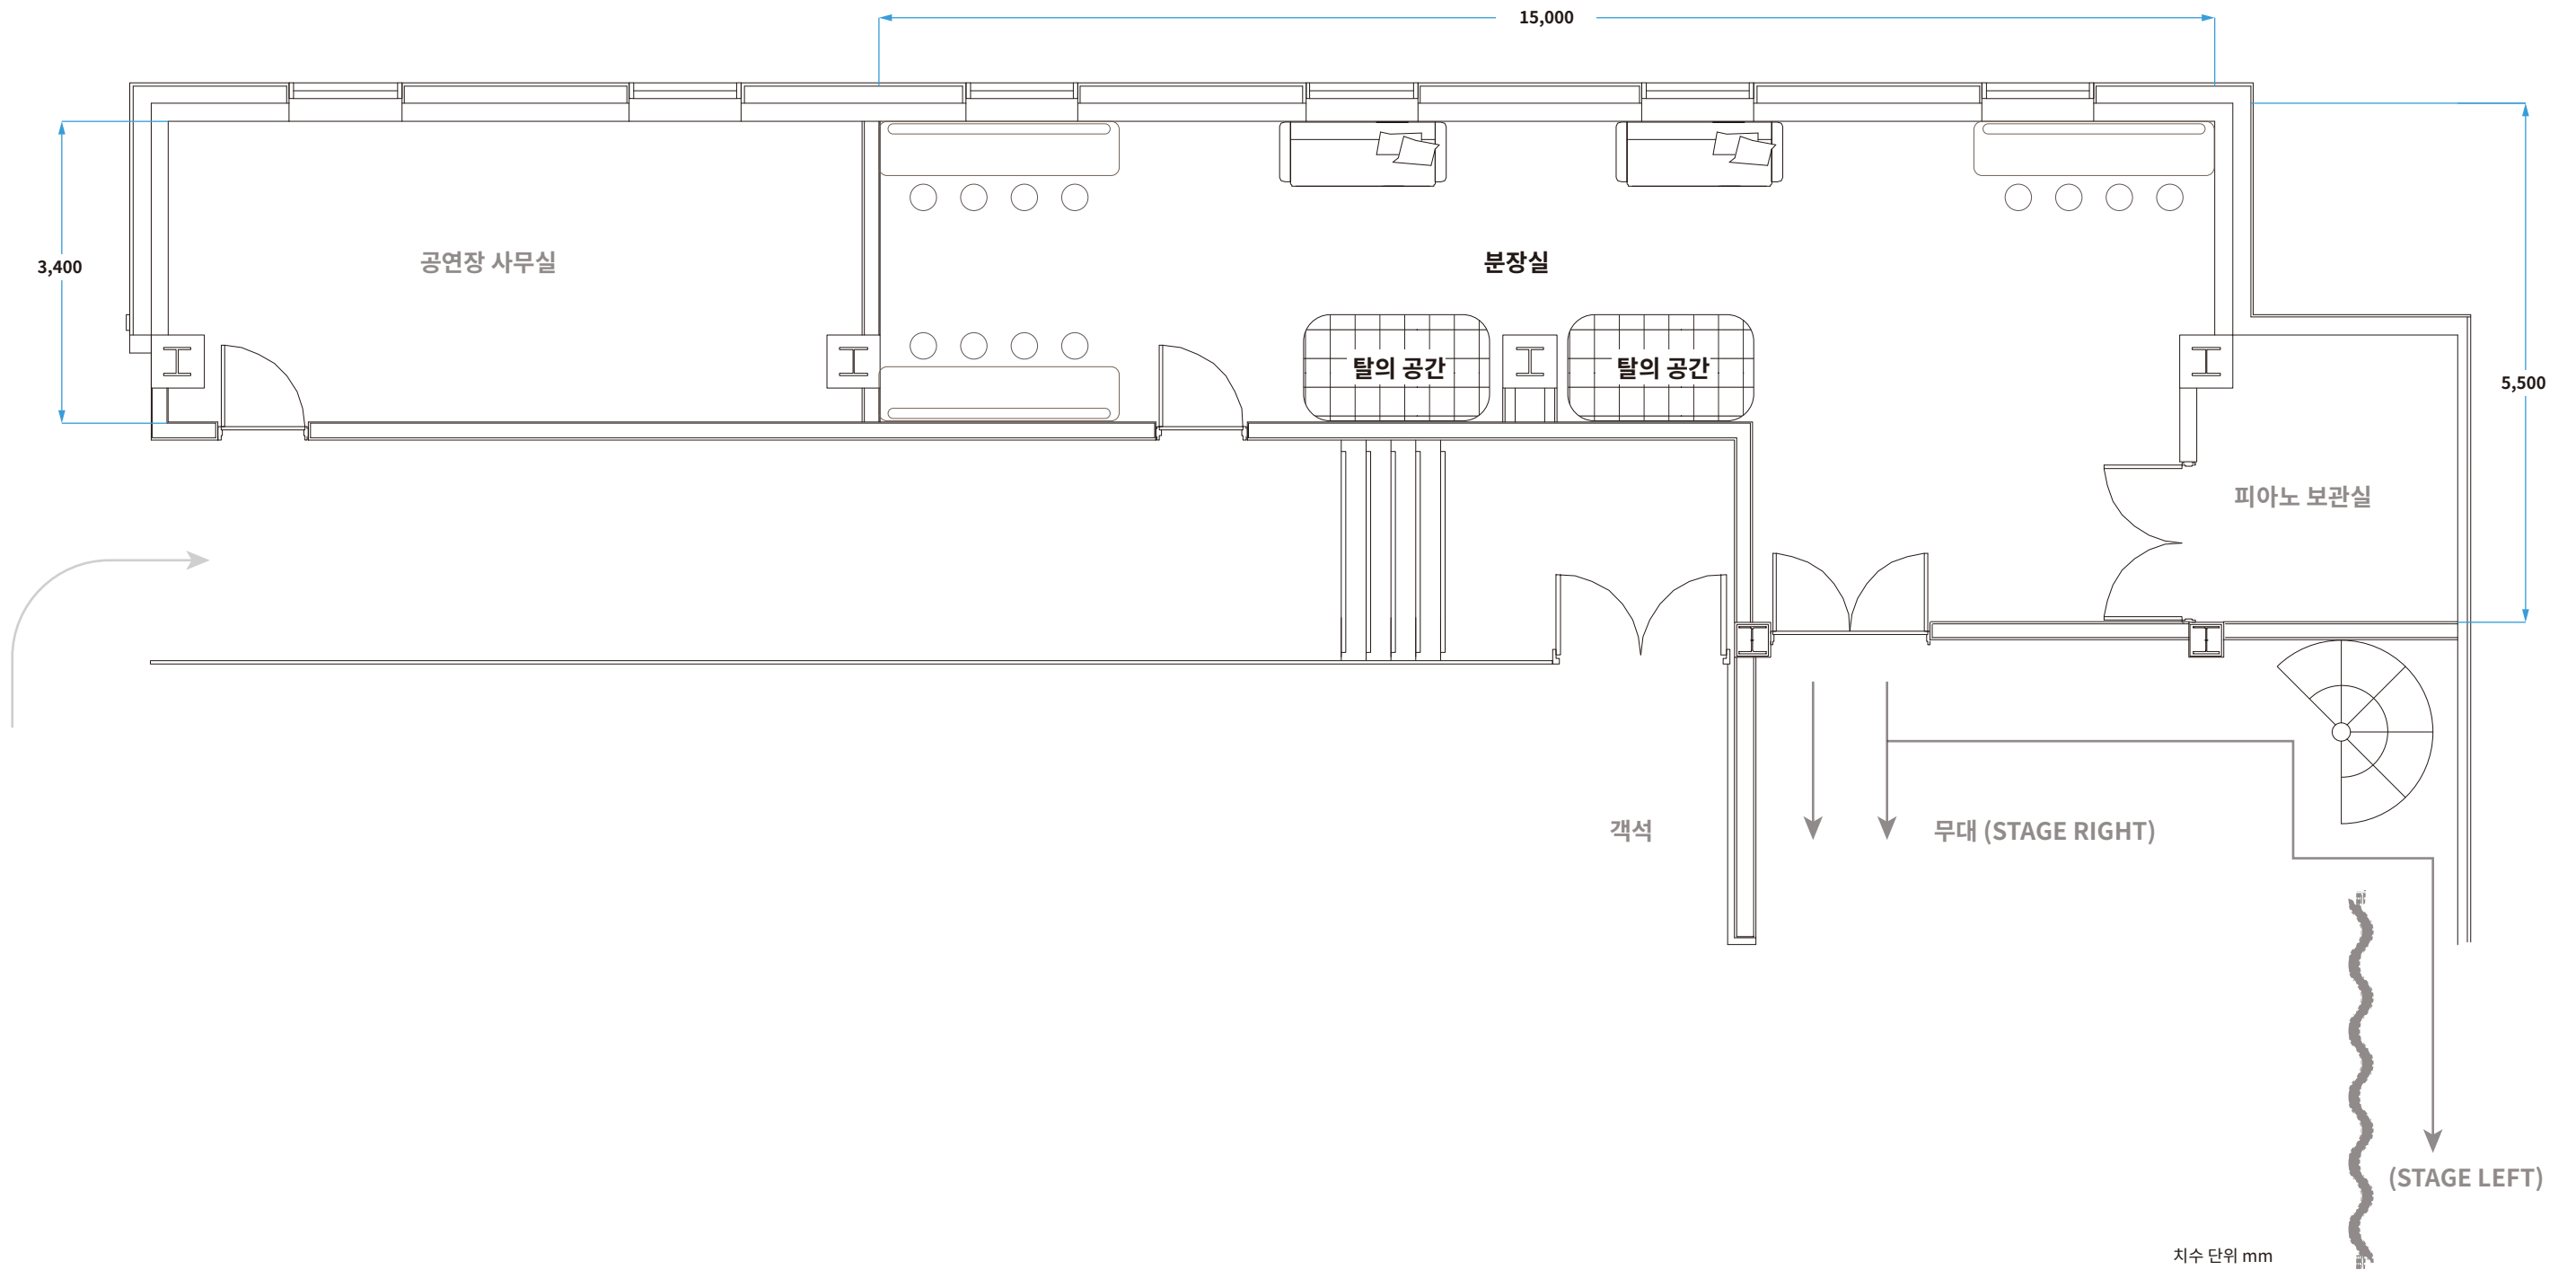 15,000
3,400
공연장 사무실
분장실
탈의 공간
탈의 공간
5,500
피아노 보관실
객석
무대 (STAGE RIGHT)
(STAGE LEFT)
치수 단위 mm